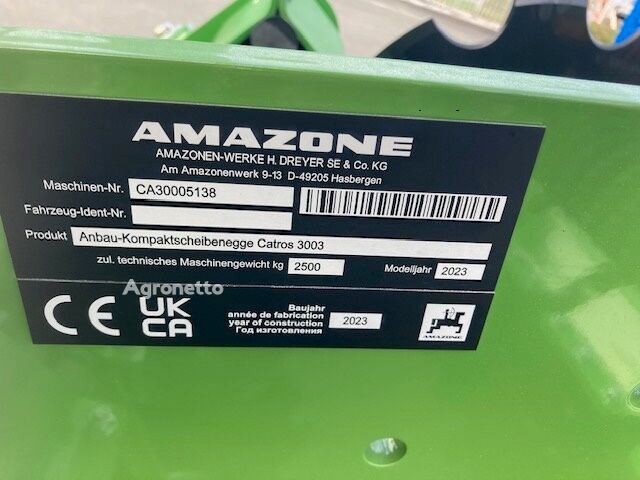 AMAZONE
AMAZONEN-WERKE H. DREYER SE & Co. KG
Am Amazonenwerk 9-13 D-49205 Hasbergen
Maschinen-Nr. CA30005138
Fahrzeug-Ident-Nr.
Produkt Anbau-Kompaktscheibenegge Catros 3003
zul. technisches Maschinengewicht kg 2500 Modelljahr 2023
Agronetto
CE UK CA
Baujahr
année de fabrication
year of construction 2023
Год изготовления
AMAZONE